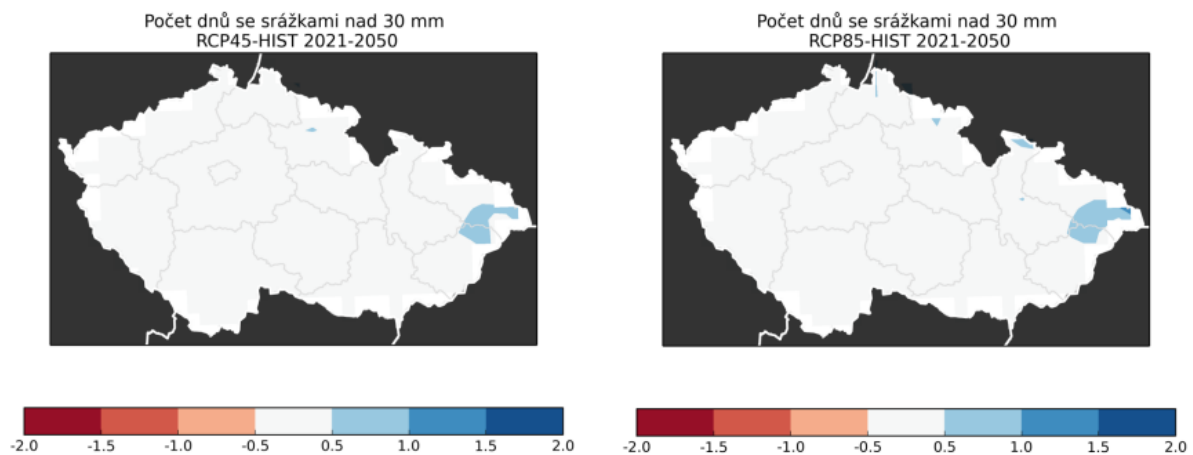 Počet dnů se srážkami nad 30 mm
RCP45-HIST 2021-2050
-2.0 -1.5 -1.0 -0.5 0.5 1.0 1.5 2.0
Počet dnů se srážkami nad 30 mm
RCP85-HIST 2021-2050
-2.0 -1.5 -1.0 -0.5 0.5 1.0 1.5 2.0